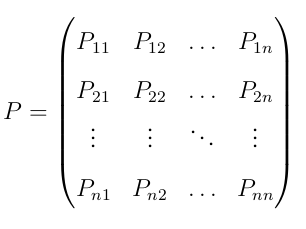 P₁₁ P₁₂ … P₁ₙ
P₂₁ P₂₂ … P₂ₙ
P =
⋮ ⋮ ⋱ ⋮
Pₙ₁ Pₙ₂ … Pₙₙ